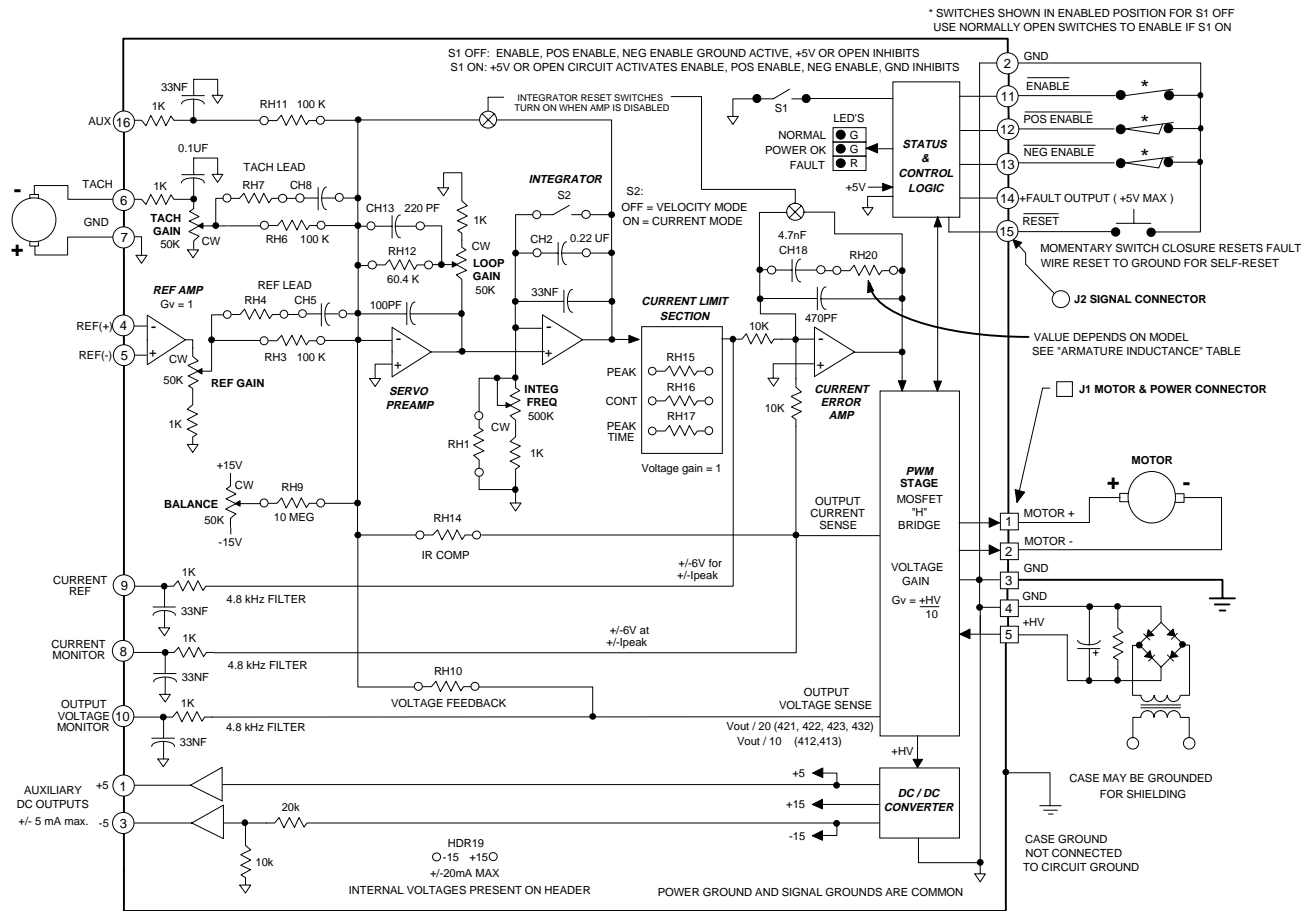 * SWITCHES SHOWN IN ENABLED POSITION FOR S1 OFF
USE NORMALLY OPEN SWITCHES TO ENABLE IF S1 ON
S1 OFF: ENABLE, POS ENABLE, NEG ENABLE GROUND ACTIVE, +5V OR OPEN INHIBITS
S1 ON: +5V OR OPEN CIRCUIT ACTIVATES ENABLE, POS ENABLE, NEG ENABLE, GND INHIBITS
2
GND
11
ENABLE
*
12
POS ENABLE
*
13
NEG ENABLE
14
+FAULT OUTPUT ( +5V MAX )
15
RESET
MOMENTARY SWITCH CLOSURE RESETS FAULT
WIRE RESET TO GROUND FOR SELF-RESET
J2 SIGNAL CONNECTOR
VALUE DEPENDS ON MODEL
SEE "ARMATURE INDUCTANCE" TABLE
J1 MOTOR & POWER CONNECTOR
33NF
1K
RH11
100 K
AUX
16
INTEGRATOR RESET SWITCHES
TURN ON WHEN AMP IS DISABLED
S1
LED'S
NORMAL
G
POWER OK
G
FAULT
R
+5V
STATUS
&
CONTROL
LOGIC
0.1UF
TACH
6
1K
GND
7
-
+
TACH
GAIN
50K
CW
TACH LEAD
RH7
CH8
RH6
100 K
CH13
220 PF
RH12
60.4 K
1K
CW
LOOP
GAIN
50K
INTEGRATOR
S2
S2:
OFF = VELOCITY MODE
ON = CURRENT MODE
CH2
0.22 UF
33NF
4.7nF
CH18
RH20
470PF
REF AMP
Gv = 1
REF(+)
4
REF(-)
5
-
+
CW
50K
REF GAIN
1K
REF LEAD
RH4
CH5
RH3
100 K
100PF
-
+
SERVO
PREAMP
-
+
INTEG
FREQ
500K
CW
RH1
1K
CURRENT LIMIT
SECTION
PEAK
RH15
CONT
RH16
PEAK
TIME
RH17
Voltage gain = 1
10K
10K
-
+
CURRENT
ERROR
AMP
+15V
CW
BALANCE
50K
-15V
RH9
10 MEG
RH14
IR COMP
OUTPUT
CURRENT
SENSE
PWM
STAGE
MOSFET
"H"
BRIDGE
VOLTAGE
GAIN
Gv = +HV
10
MOTOR
+
-
1
MOTOR +
2
MOTOR -
3
GND
4
GND
5
+HV
+
CURRENT
REF
9
1K
33NF
4.8 kHz FILTER
+/-6V for
+/-Ipeak
CURRENT
MONITOR
8
1K
33NF
4.8 kHz FILTER
+/-6V at
+/-Ipeak
RH10
VOLTAGE FEEDBACK
OUTPUT
VOLTAGE
MONITOR
10
1K
33NF
4.8 kHz FILTER
OUTPUT
VOLTAGE SENSE
Vout / 20 (421, 422, 423, 432)
Vout / 10 (412,413)
+HV
DC / DC
CONVERTER
+5
+15
-15
AUXILIARY
DC OUTPUTS
+/- 5 mA max.
+5
1
-5
3
20k
10k
HDR19
-15 +15
+/-20mA MAX
INTERNAL VOLTAGES PRESENT ON HEADER
POWER GROUND AND SIGNAL GROUNDS ARE COMMON
CASE MAY BE GROUNDED
FOR SHIELDING
CASE GROUND
NOT CONNECTED
TO CIRCUIT GROUND